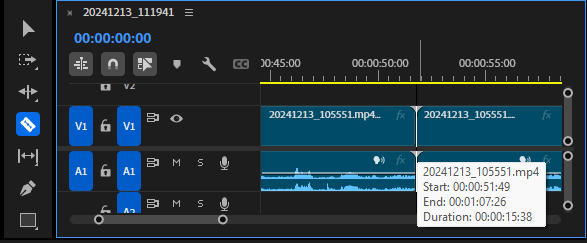 × 20241213_111941 ≡
00:00:00:00
CC
00:45:00 00:00:50:00 00:00:55:00
V2
V1 V1 20241213_105551.mp4... fx 20241213_105551.... fx
A1 A1 M S fx
20241213_105551.mp4
Start: 00:00:51:49
End: 00:01:07:26
Duration: 00:00:15:38
A2 M S